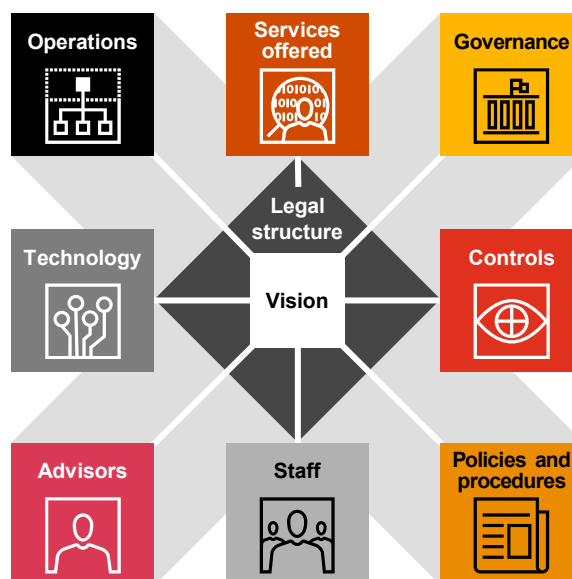 Operations
Services
offered
Governance
Legal
structure
Technology
Vision
Controls
Advisors
Staff
Policies and
procedures